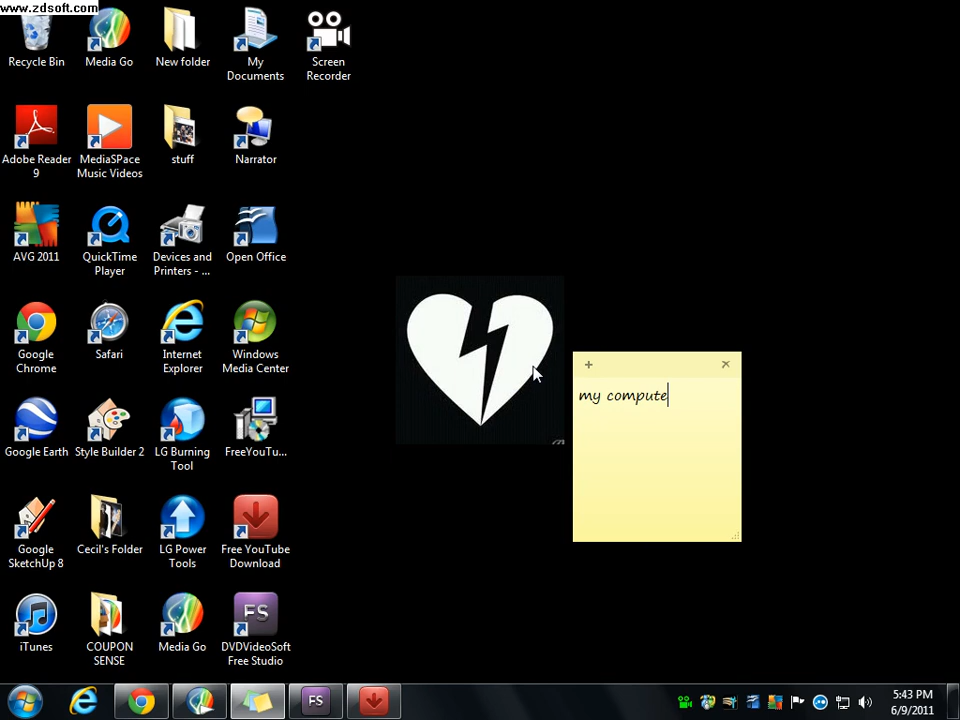 www.zdsoft.com
Recycle Bin
Media Go
New folder
My
Documents
Screen
Recorder
Adobe Reader
9
MediaSPace
Music Videos
stuff
Narrator
AVG 2011
QuickTime
Player
Devices and
Printers - ...
Open Office
Google
Chrome
Safari
Internet
Explorer
Windows
Media Center
my compute
Google Earth
Style Builder 2
LG Burning
Tool
FreeYouTu...
Google
SketchUp 8
Cecil's Folder
LG Power
Tools
Free YouTube
Download
iTunes
COUPON
SENSE
Media Go
FS
DVDVideoSoft
Free Studio
FS
5:43 PM
6/9/2011